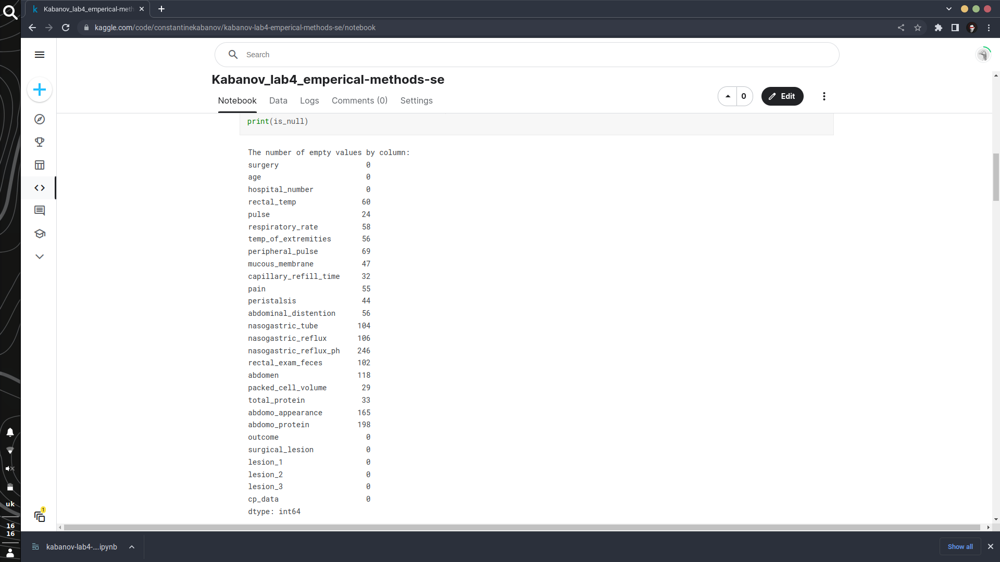 Kabanov_lab4_emperical-meth
kaggle.com/code/constantinekabanov/kabanov-lab4-emperical-methods-se/notebook
Search
Kabanov_lab4_emperical-methods-se
Notebook Data Logs Comments (0) Settings
0
Edit
print(is_null)
The number of empty values by column:
surgery 0
age 0
hospital_number 0
rectal_temp 60
pulse 24
respiratory_rate 58
temp_of_extremities 56
peripheral_pulse 69
mucous_membrane 47
capillary_refill_time 32
pain 55
peristalsis 44
abdominal_distention 56
nasogastric_tube 104
nasogastric_reflux 106
nasogastric_reflux_ph 246
rectal_exam_feces 102
abdomen 118
packed_cell_volume 29
total_protein 33
abdomo_appearance 165
abdomo_protein 198
outcome 0
surgical_lesion 0
lesion_1 0
lesion_2 0
lesion_3 0
cp_data 0
dtype: int64
1
uk
16
16
kabanov-lab4-....ipynb
Show all